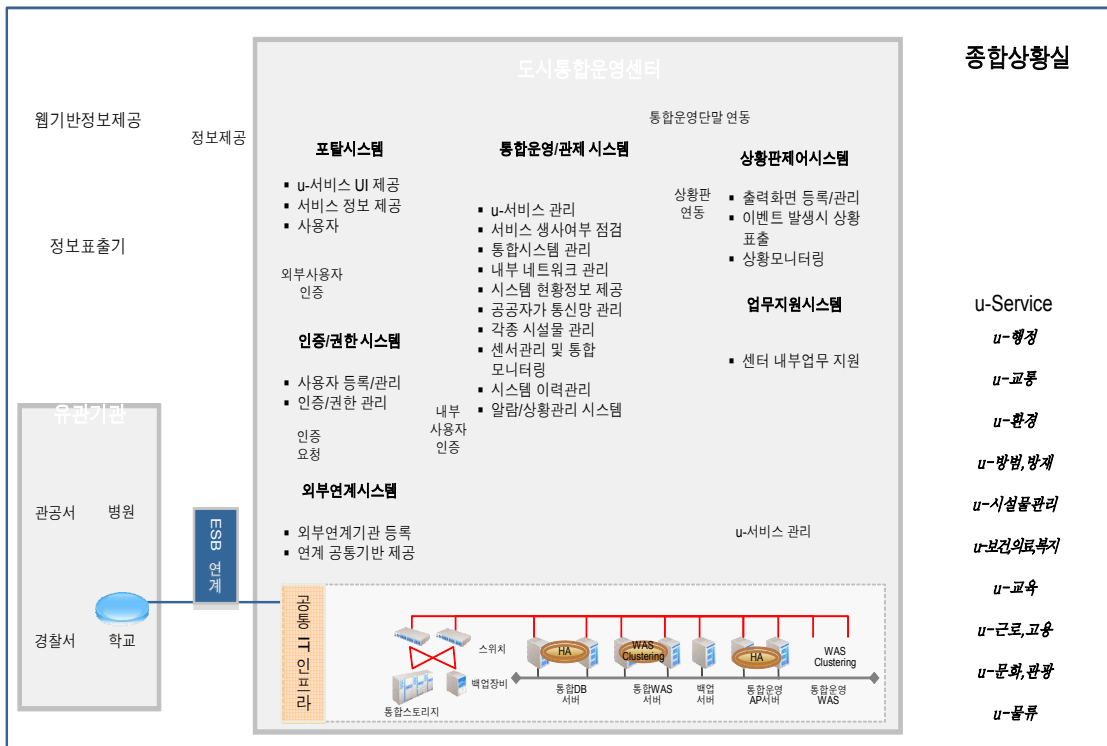 도시통합운영센터
종합상황실
웹기반정보제공
정보제공
정보표출기
통합운영단말 연동
포탈시스템
▪ u-서비스 UI 제공
▪ 서비스 정보 제공
▪ 사용자
외부사용자
인증
인증/권한 시스템
▪ 사용자 등록/관리
▪ 인증/권한 관리
인증
요청
내부
사용자
인증
외부연계시스템
▪ 외부연계기관 등록
▪ 연계 공통기반 제공
통합운영/관제 시스템
▪ u-서비스 관리
▪ 서비스 생사여부 점검
▪ 통합시스템 관리
▪ 내부 네트워크 관리
▪ 시스템 현황정보 제공
▪ 공공자가 통신망 관리
▪ 각종 시설물 관리
▪ 센서관리 및 통합
모니터링
▪ 시스템 이력관리
▪ 알람/상황관리 시스템
상황판
연동
상황판제어시스템
▪ 출력화면 등록/관리
▪ 이벤트 발생시 상황
표출
▪ 상황모니터링
업무지원시스템
▪ 센터 내부업무 지원
u-서비스 관리
u-Service
u-행정
u-교통
u-환경
u-방범,방재
u-시설물관리
u-보건,의료,복지
u-교육
u-근로,고용
u-문화,관광
u-물류
유관기관
관공서
병원
경찰서
학교
ESB 연계
공통 인프라
스위치
백업장비
통합스토리지
HA
WAS
Clustering
HA
WAS
Clustering
통합DB
서버
통합WAS
서버
백업
서버
통합운영
AP서버
통합운영
WAS